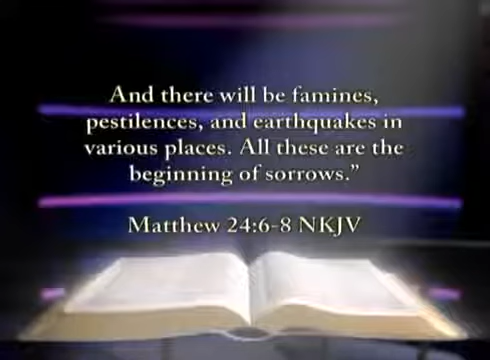 And there will be famines,
pestilences, and earthquakes in
various places. All these are the
beginning of sorrows.”
Matthew 24:6-8 NKJV